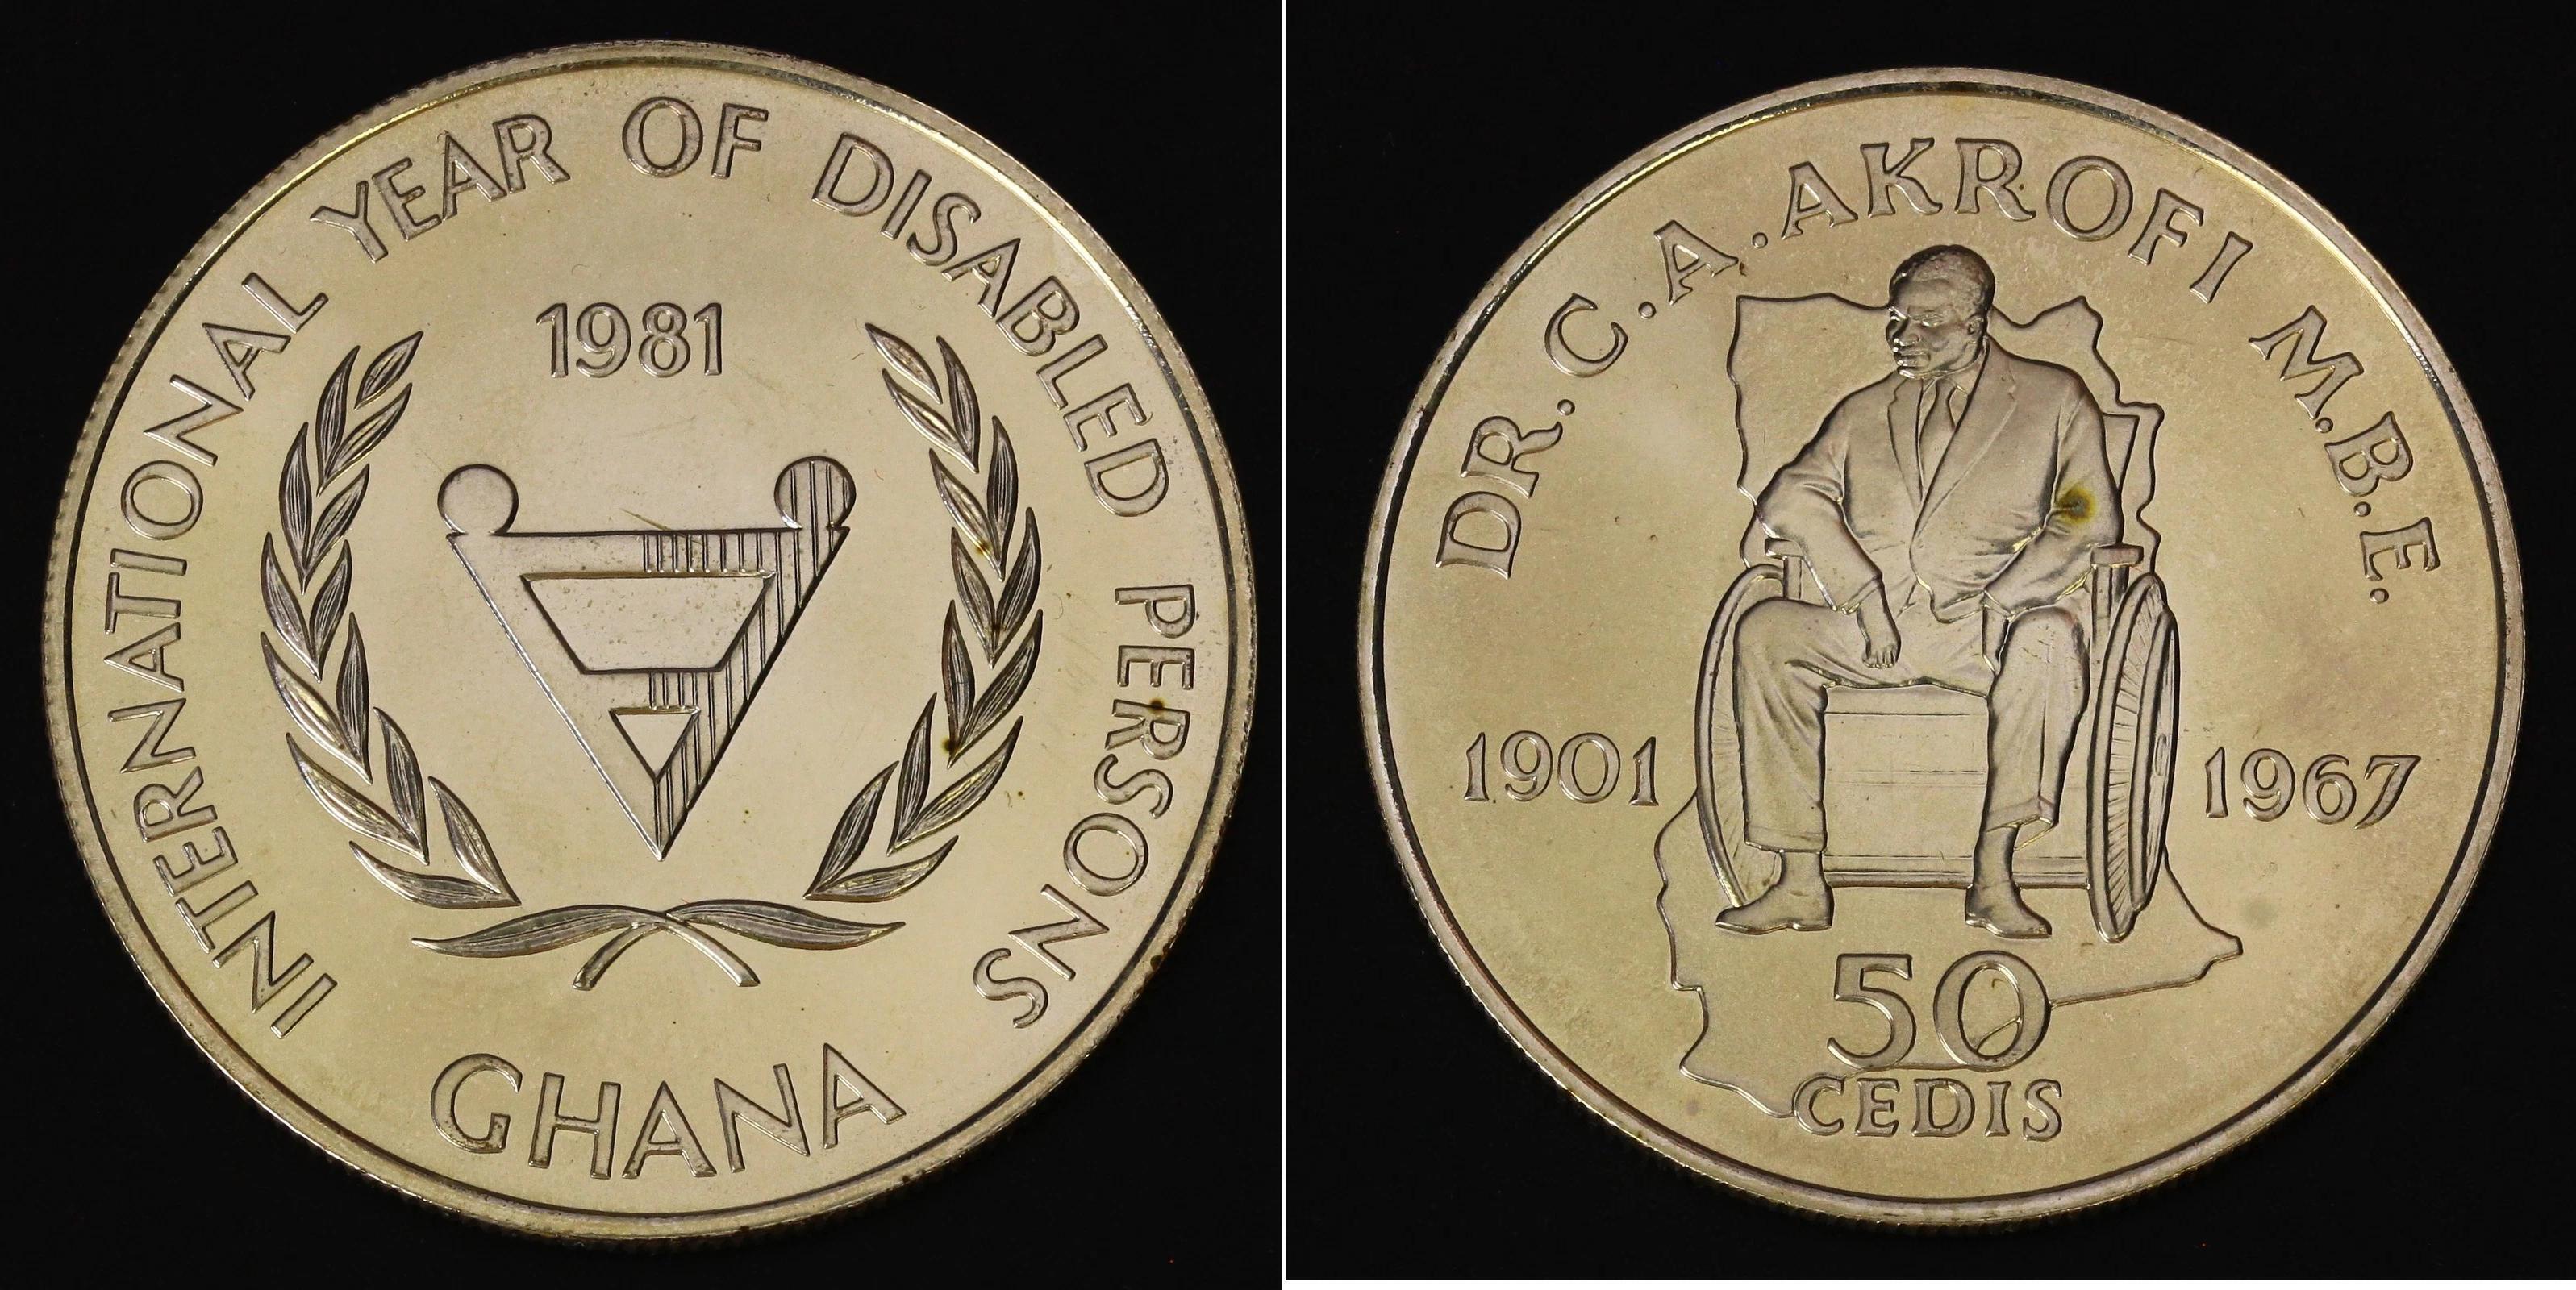 INTERNATIONAL YEAR OF DISABLED PERSONS
1981
GHANA
DR. C. A. AKROFI M.B.E.
1901 1967
50
CEDIS